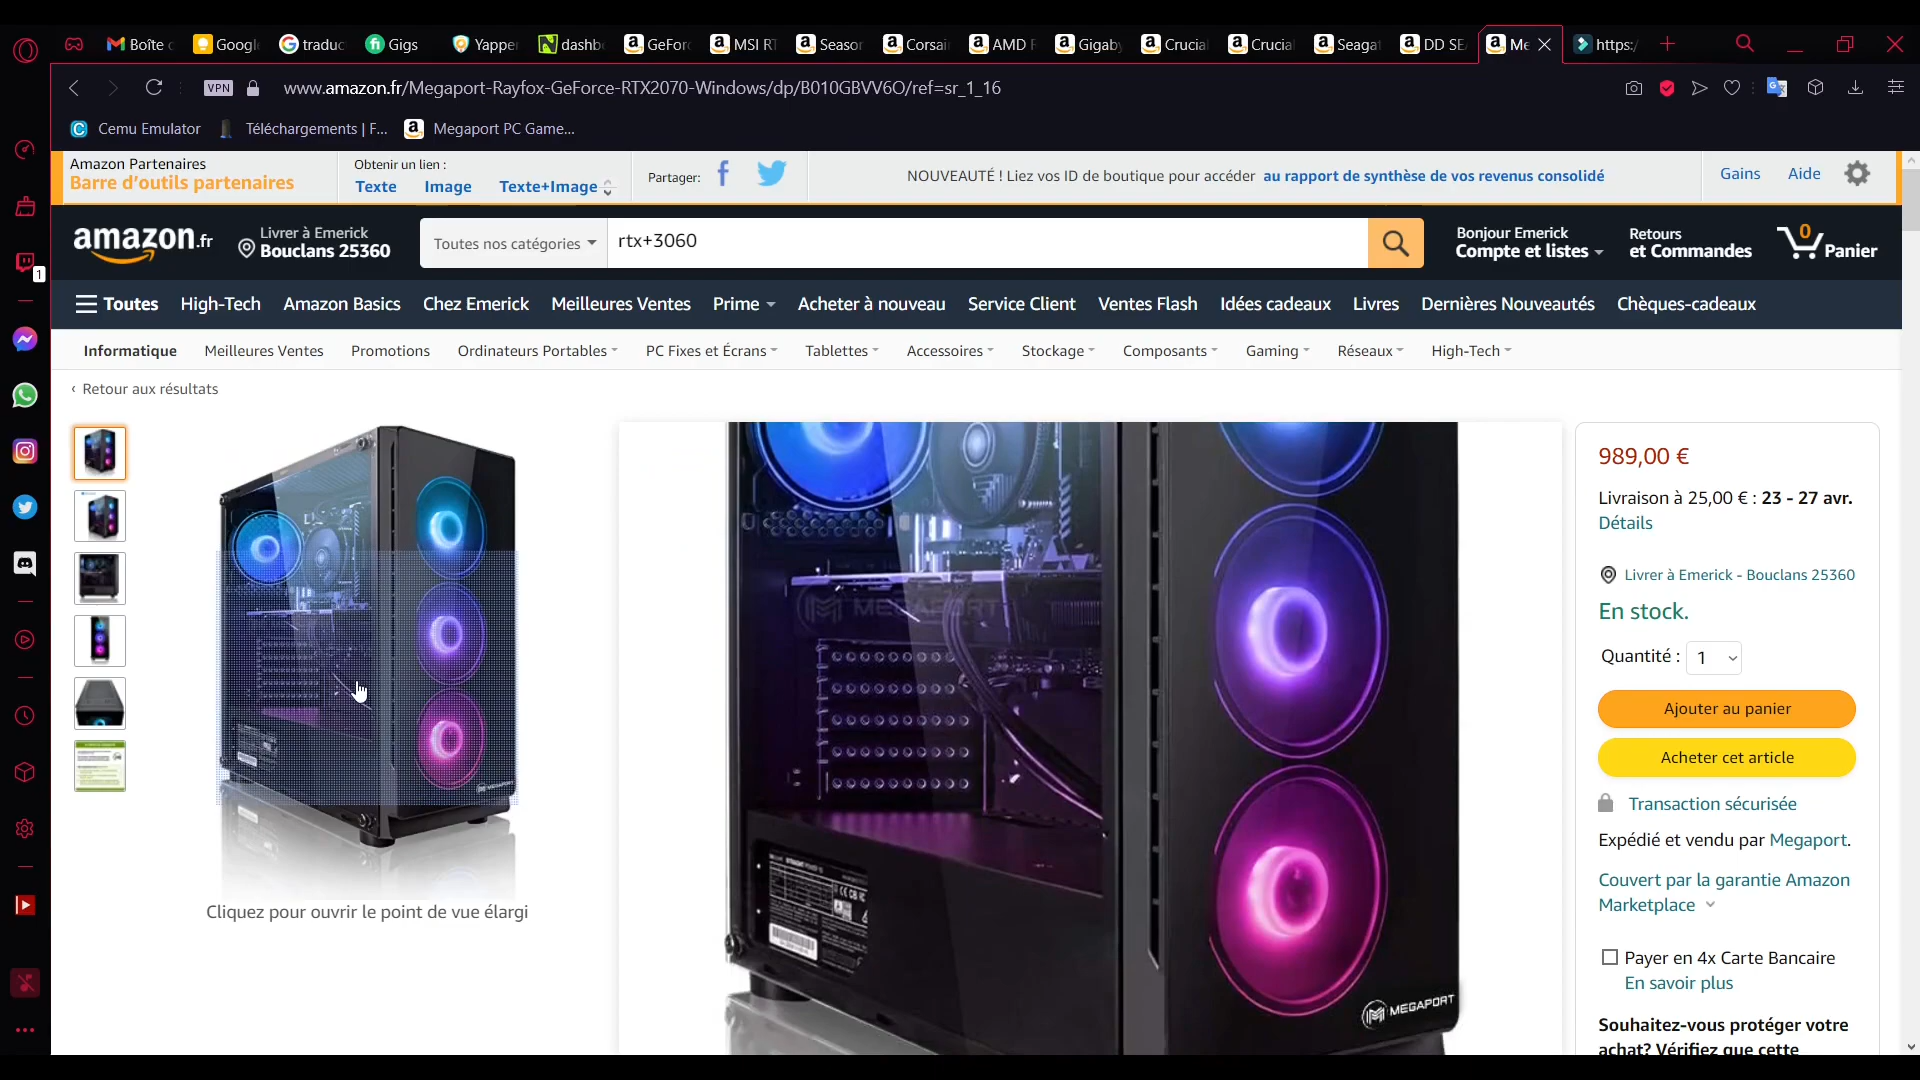 Boîte
Googl
traduc
Gigs
Yappe
dashb
GeFor
MSI RT
Seasor
Corsai
AMD F
Gigab
Crucia
Crucia
Seagat
DD SE
Me
https:/
VPN
www.amazon.fr/Megaport-Rayfox-GeForce-RTX2070-Windows/dp/B010GBVV6O/ref=sr_1_16
Cemu Emulator
Téléchargements | F...
Megaport PC Game...
Amazon Partenaires
Barre d'outils partenaires
Obtenir un lien :
Texte Image Texte+Image
Partager:
NOUVEAUTÉ ! Liez vos ID de boutique pour accéder au rapport de synthèse de vos revenus consolidé
Gains
Aide
amazon.fr
Livrer à Emerick
Bouclans 25360
Toutes nos catégories
rtx+3060
Bonjour Emerick
Compte et listes
Retours
et Commandes
0
Panier
Toutes High-Tech Amazon Basics Chez Emerick Meilleures Ventes Prime Acheter à nouveau Service Client Ventes Flash Idées cadeaux Livres Dernières Nouveautés Chèques-cadeaux
Informatique Meilleures Ventes Promotions Ordinateurs Portables PC Fixes et Écrans Tablettes Accessoires Stockage Composants Gaming Réseaux High-Tech
‹ Retour aux résultats
1
MEGAPORT
MEGAPORT
MEGAPORT
Cliquez pour ouvrir le point de vue élargi
989,00 €
Livraison à 25,00 € : 23 - 27 avr.
Détails
Livrer à Emerick - Bouclans 25360
En stock.
Quantité : 1
Ajouter au panier
Acheter cet article
Transaction sécurisée
Expédié et vendu par Megaport.
Couvert par la garantie Amazon
Marketplace
Payer en 4x Carte Bancaire
En savoir plus
Souhaitez-vous protéger votre
achat? Vérifiez que cette